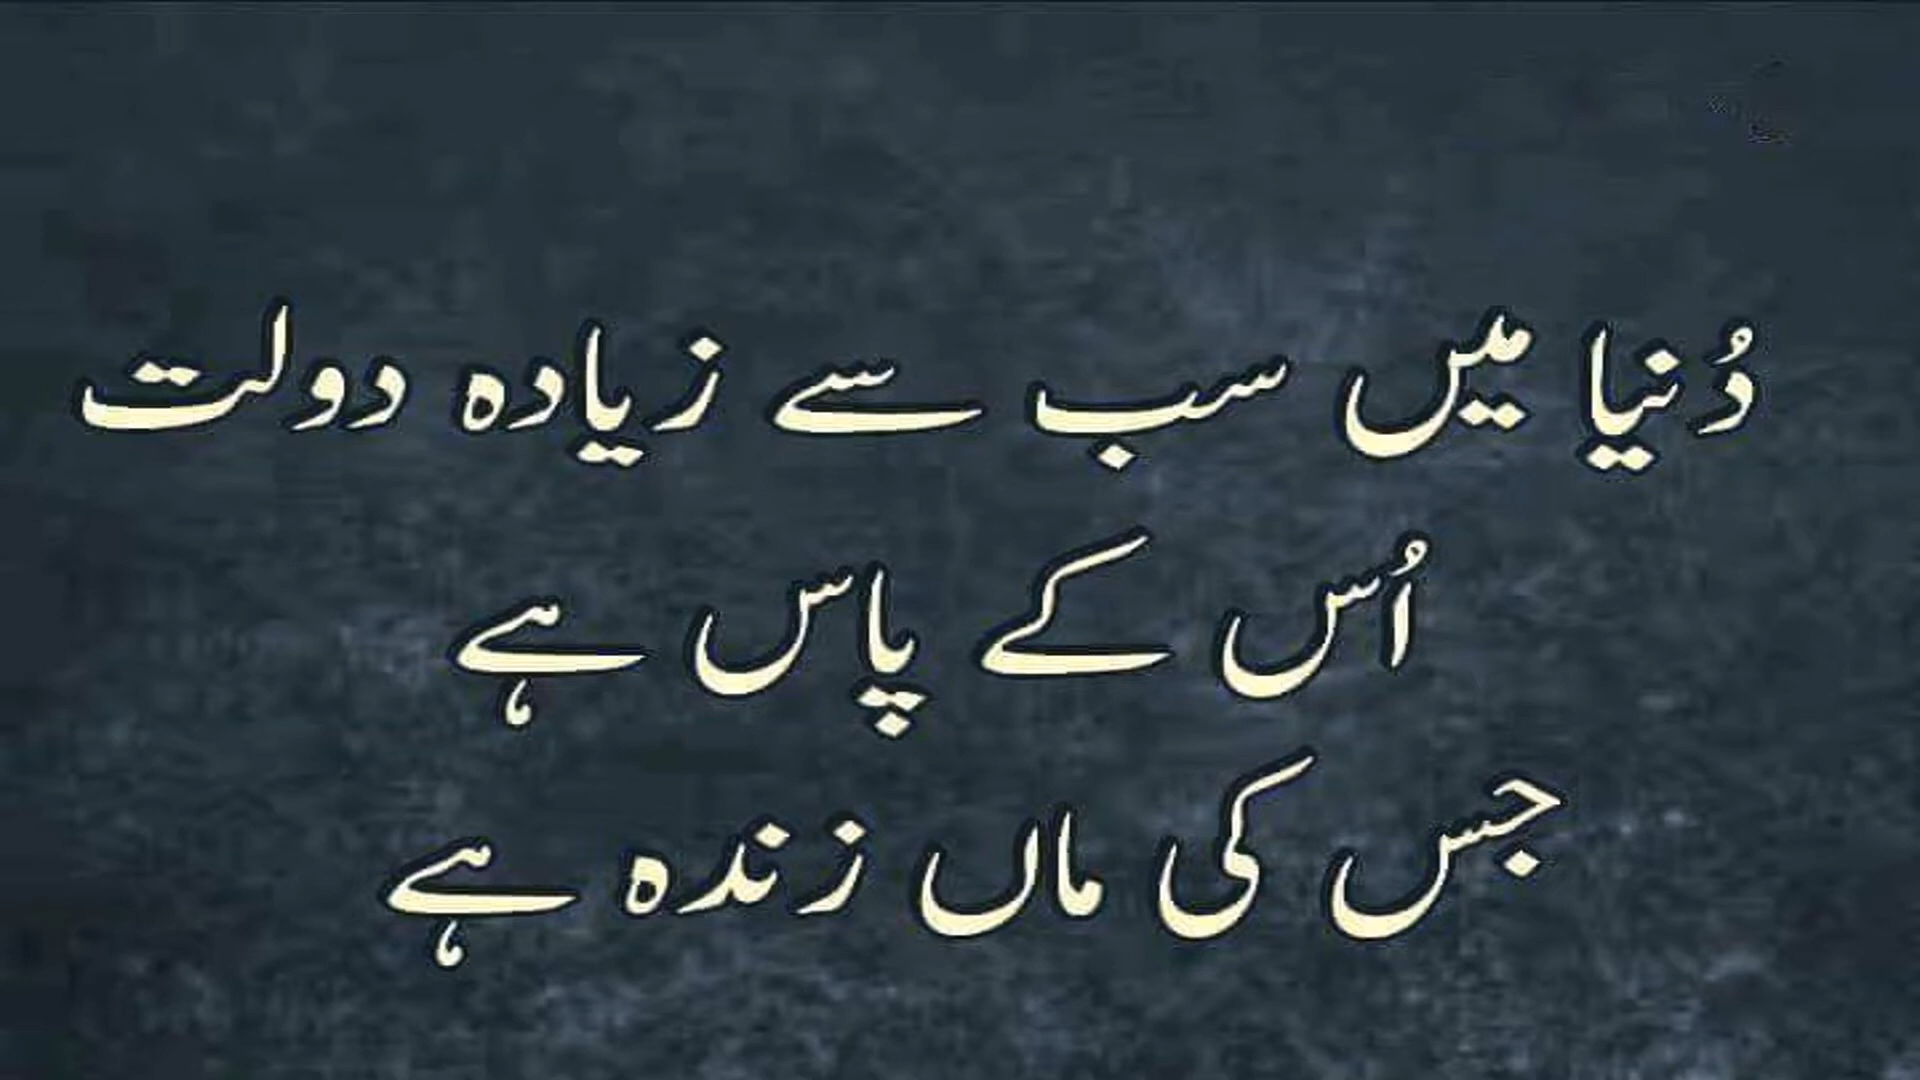 دُنیا میں سب سے زیادہ دولت
اُس کے پاس ہے
جس کی ماں زندہ ہے